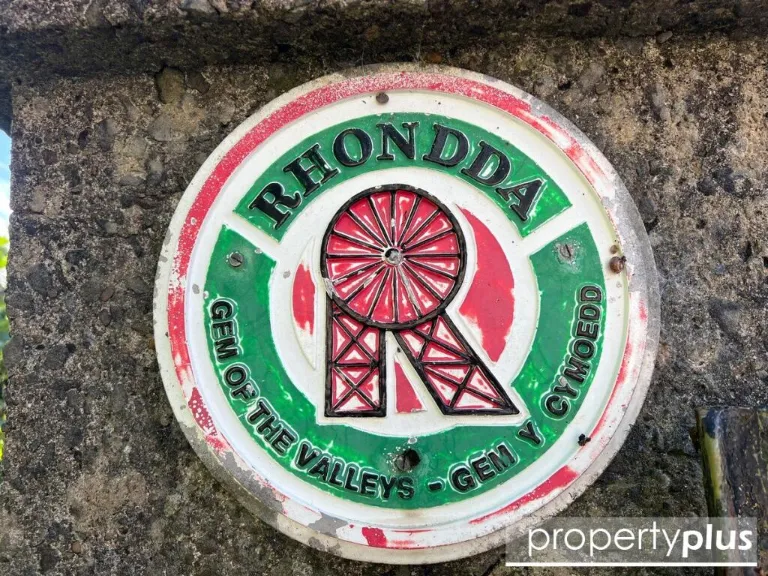 RHONDDA
GEM OF THE VALLEYS - GEM Y CYMOEDD
propertyplus